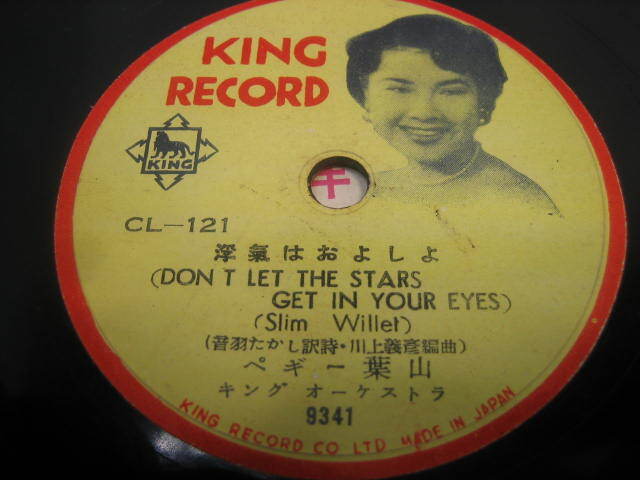 KING
RECORD
KING
CL-121
浮氣はおよしよ
(DON T LET THE STARS
GET IN YOUR EYES)
(Slim Willet)
(音羽たかし訳詩・川上義彦編曲)
ペギー葉山
キングオーケストラ
9341
KING RECORD CO LTD MADE IN JAPAN